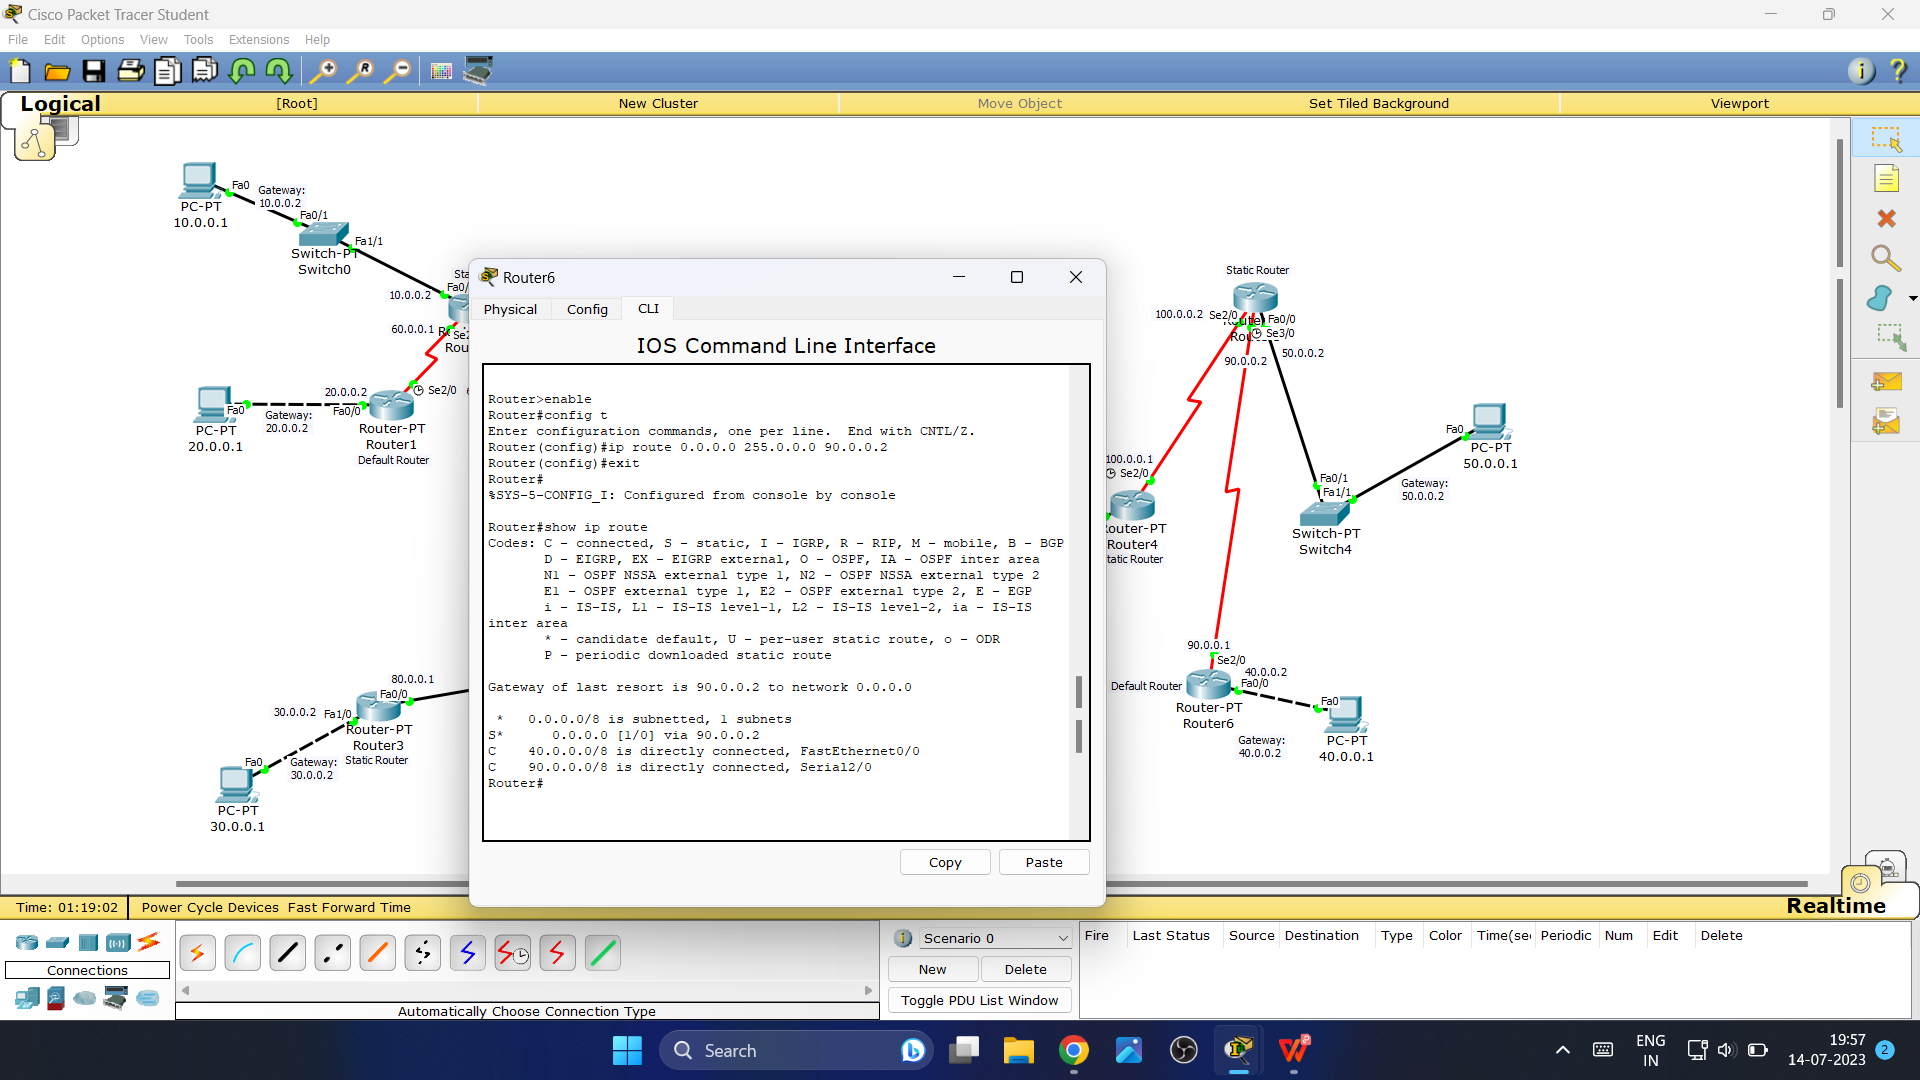 Cisco Packet Tracer Student
File Edit Options View Tools Extensions Help
Logical
[Root]
New Cluster
Move Object
Set Tiled Background
Viewport
Fa0
PC-PT
10.0.0.1
Gateway:
10.0.0.2
Fa0/1
Fa1/1
Switch-PT
Switch0
10.0.0.2
60.0.0.1
20.0.0.2
Se2/0
Fa0
Fa0/0
Gateway:
20.0.0.2
PC-PT
20.0.0.1
Router-PT
Router1
Default Router
80.0.0.1
Fa0/0
30.0.0.2
Fa1/0
Router-PT
Router3
Static Router
Fa0
Gateway:
30.0.0.2
PC-PT
30.0.0.1
Router6
Physical
Config
CLI
IOS Command Line Interface
Router>enable
Router#config t
Enter configuration commands, one per line.  End with CNTL/Z.
Router(config)#ip route 0.0.0.0 255.0.0.0 90.0.0.2
Router(config)#exit
Router#
%SYS-5-CONFIG_I: Configured from console by console
Router#show ip route
Codes: C - connected, S - static, I - IGRP, R - RIP, M - mobile, B - BGP
D - EIGRP, EX - EIGRP external, O - OSPF, IA - OSPF inter area
N1 - OSPF NSSA external type 1, N2 - OSPF NSSA external type 2
E1 - OSPF external type 1, E2 - OSPF external type 2, E - EGP
i - IS-IS, L1 - IS-IS level-1, L2 - IS-IS level-2, ia - IS-IS
inter area
* - candidate default, U - per-user static route, o - ODR
P - periodic downloaded static route
Gateway of last resort is 90.0.0.2 to network 0.0.0.0
* 0.0.0.0/8 is subnetted, 1 subnets
S* 0.0.0.0 [1/0] via 90.0.0.2
C 40.0.0.0/8 is directly connected, FastEthernet0/0
C 90.0.0.0/8 is directly connected, Serial2/0
Router#
Copy
Paste
Static Router
100.0.0.2 Se2/0
Fa0/0
Se3/0
50.0.0.2
90.0.0.2
Fa0
PC-PT
50.0.0.1
Gateway:
50.0.0.2
Fa0/1
Fa1/1
Switch-PT
Switch4
100.0.0.1
Se2/0
outer-PT
Router4
tatic Router
90.0.0.1
Se2/0
40.0.0.2
Fa0/0
Default Router
Router-PT
Router6
Fa0
Gateway:
40.0.0.2
PC-PT
40.0.0.1
Time: 01:19:02
Power Cycle Devices Fast Forward Time
Realtime
Connections
Automatically Choose Connection Type
Scenario 0
New
Delete
Toggle PDU List Window
Fire Last Status Source Destination Type Color Time(sec Periodic Num Edit Delete
Search
ENG
IN
19:57
14-07-2023
2